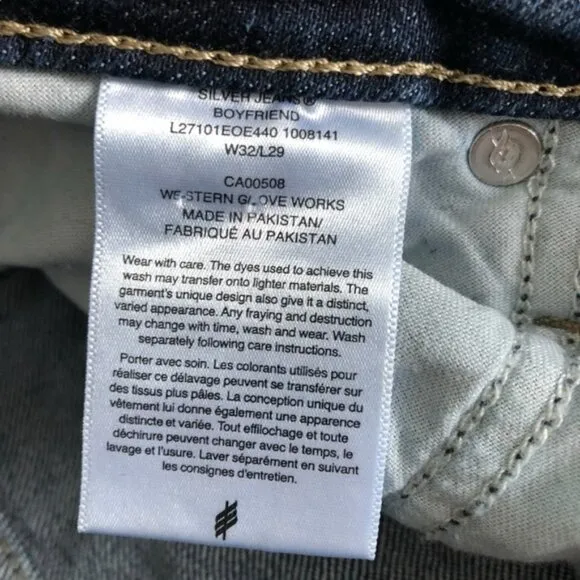 SILVER JEANS®
BOYFRIEND
L27101EOE440 1008141
W32/L29
CA00508
WESTERN GLOVE WORKS
MADE IN PAKISTAN/
FABRIQUÉ AU PAKISTAN
Wear with care. The dyes used to achieve this
wash may transfer onto lighter materials. The
garment's unique design also give it a distinct,
varied appearance. Any fraying and destruction
may change with time, wash and wear. Wash
separately following care instructions.
Porter avec soin. Les colorants utilisés pour
réaliser ce délavage peuvent se transférer sur
des tissus plus pâles. La conception unique du
vêtement lui donne également une apparence
distincte et variée. Tout effilochage et toute
déchirure peuvent changer avec le temps, le
lavage et l'usure. Laver séparément en suivant
les consignes d'entretien.